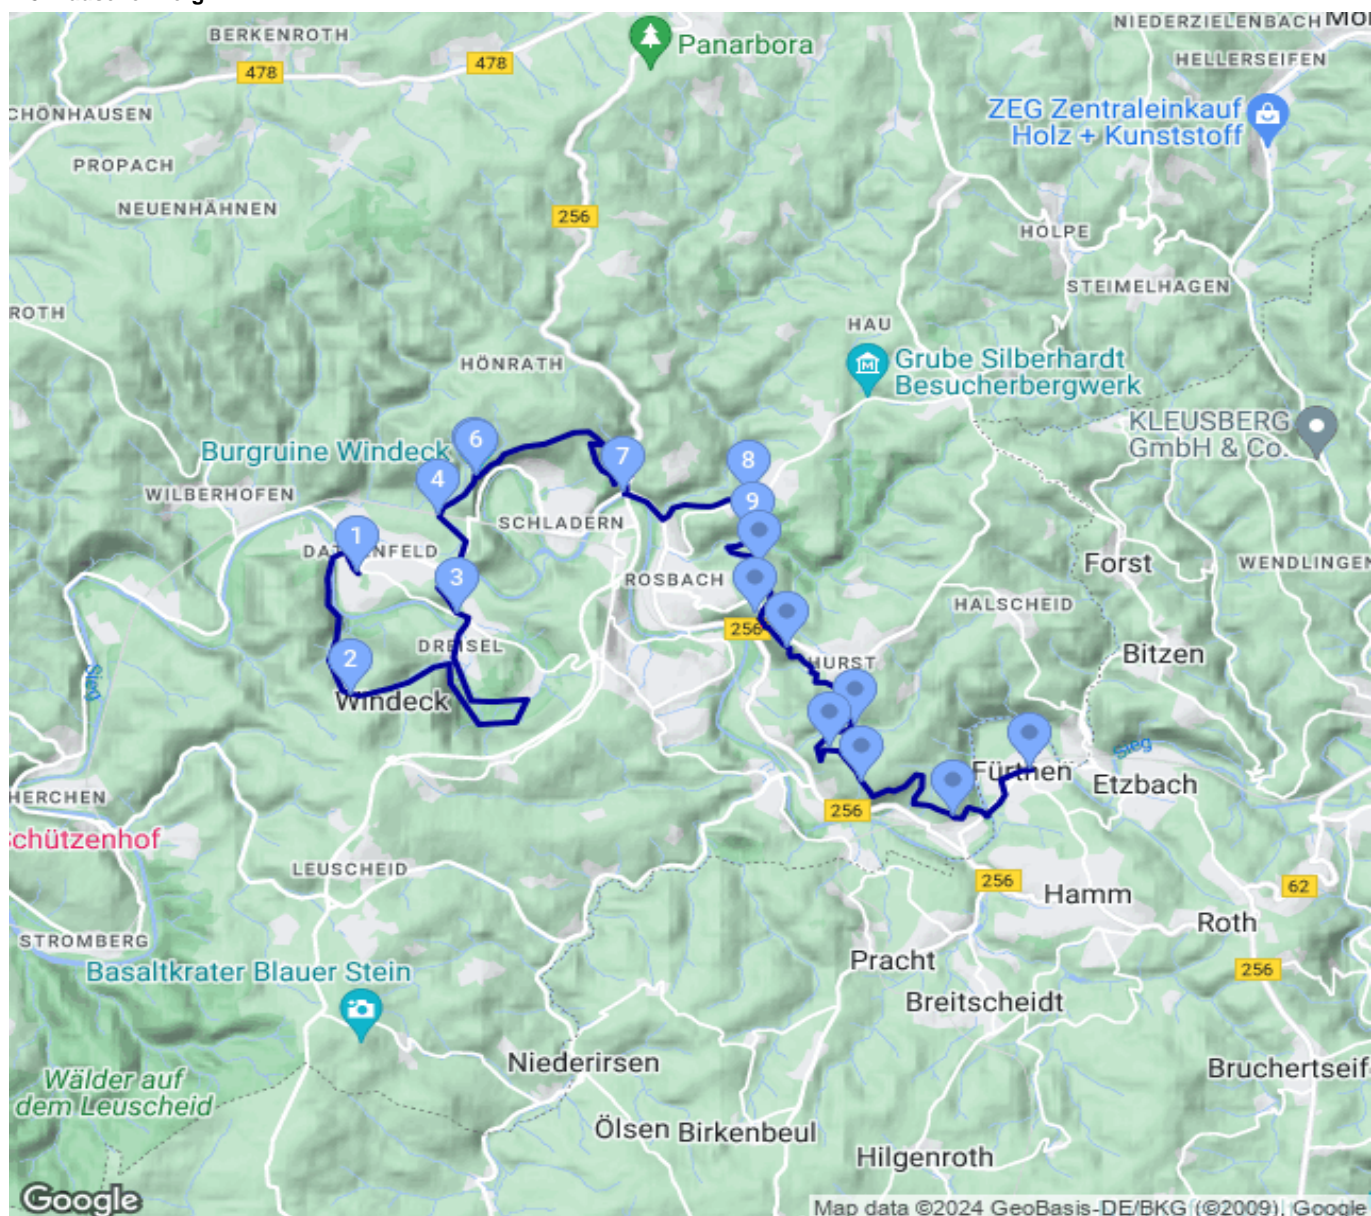 NIEDERZIELENBACH
BERKENROTH
Panarbora
HELLERSEIFEN
478
478
ZEG Zentraleinkauf
Holz + Kunststoff
CHÖNHAUSEN
PROPACH
NEUENHÄHNEN
256
HÖLPE
STEIMELHAGEN
ROTH
HAU
HÖNRATH
Grube Silberhardt
Besucherbergwerk
KLEUSBERG
GmbH & Co.
Burgruine Windeck
6
7
8
4
WILBERHOFEN
9
SCHLADERN
1
DATTENFELD
Forst
WENDLINGEN
3
ROSBACH
HALSCHEID
256
DREISEL
2
HURST
Bitzen
Sieg
Windeck
Sieg
Fürthen
Etzbach
HERCHEN
256
Schützenhof
LEUSCHEID
256
62
Hamm
Roth
STROMBERG
Pracht
Basaltkrater Blauer Stein
256
Breitscheidt
Niederirsen
Bruchertseif
Wälder auf
dem Leuscheid
Ölsen
Birkenbeul
Hilgenroth
Google
Map data ©2024 GeoBasis-DE/BKG (©2009), Google